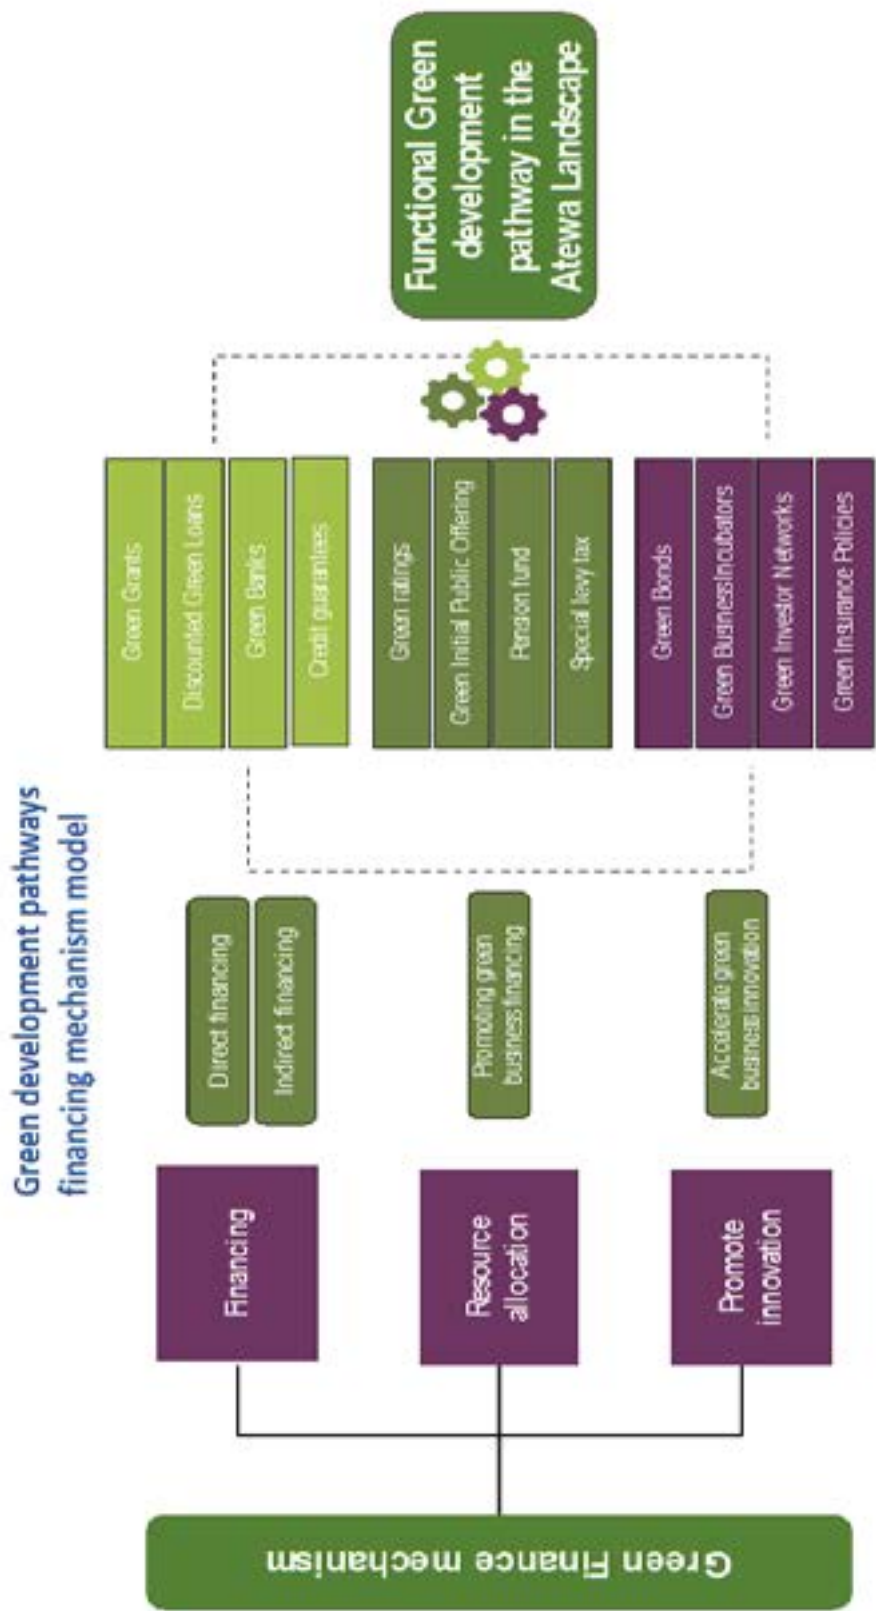 Green development pathways
financing mechanism model
Green Finance mechanism
Financing
Resource
allocation
Promote
innovation
Direct financing
Indirect financing
Promoting green
business financing
Accelerate green
business innovation
Green Grants
Discounted Green Loans
Green Banks
Credit guarantees
Green ratings
Green Initial Public Offering
Pension fund
Special levy tax
Green Bonds
Green Business Incubators
Green Investor Networks
Green Insurance Policies
Functional Green
development
pathway in the
Atewa Landscape